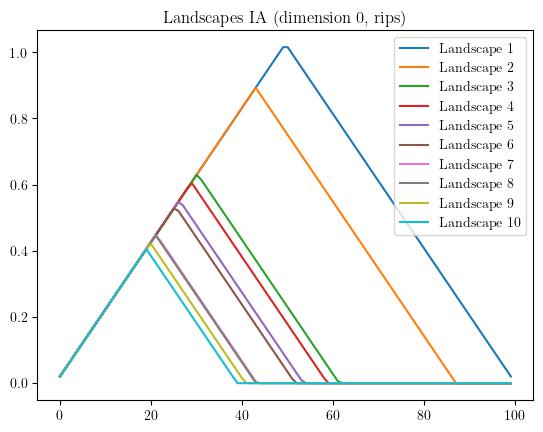 Landscapes IA (dimension 0, rips)
1.0
0.8
0.6
0.4
0.2
0.0
0
20
40
60
80
100
Landscape 1
Landscape 2
Landscape 3
Landscape 4
Landscape 5
Landscape 6
Landscape 7
Landscape 8
Landscape 9
Landscape 10